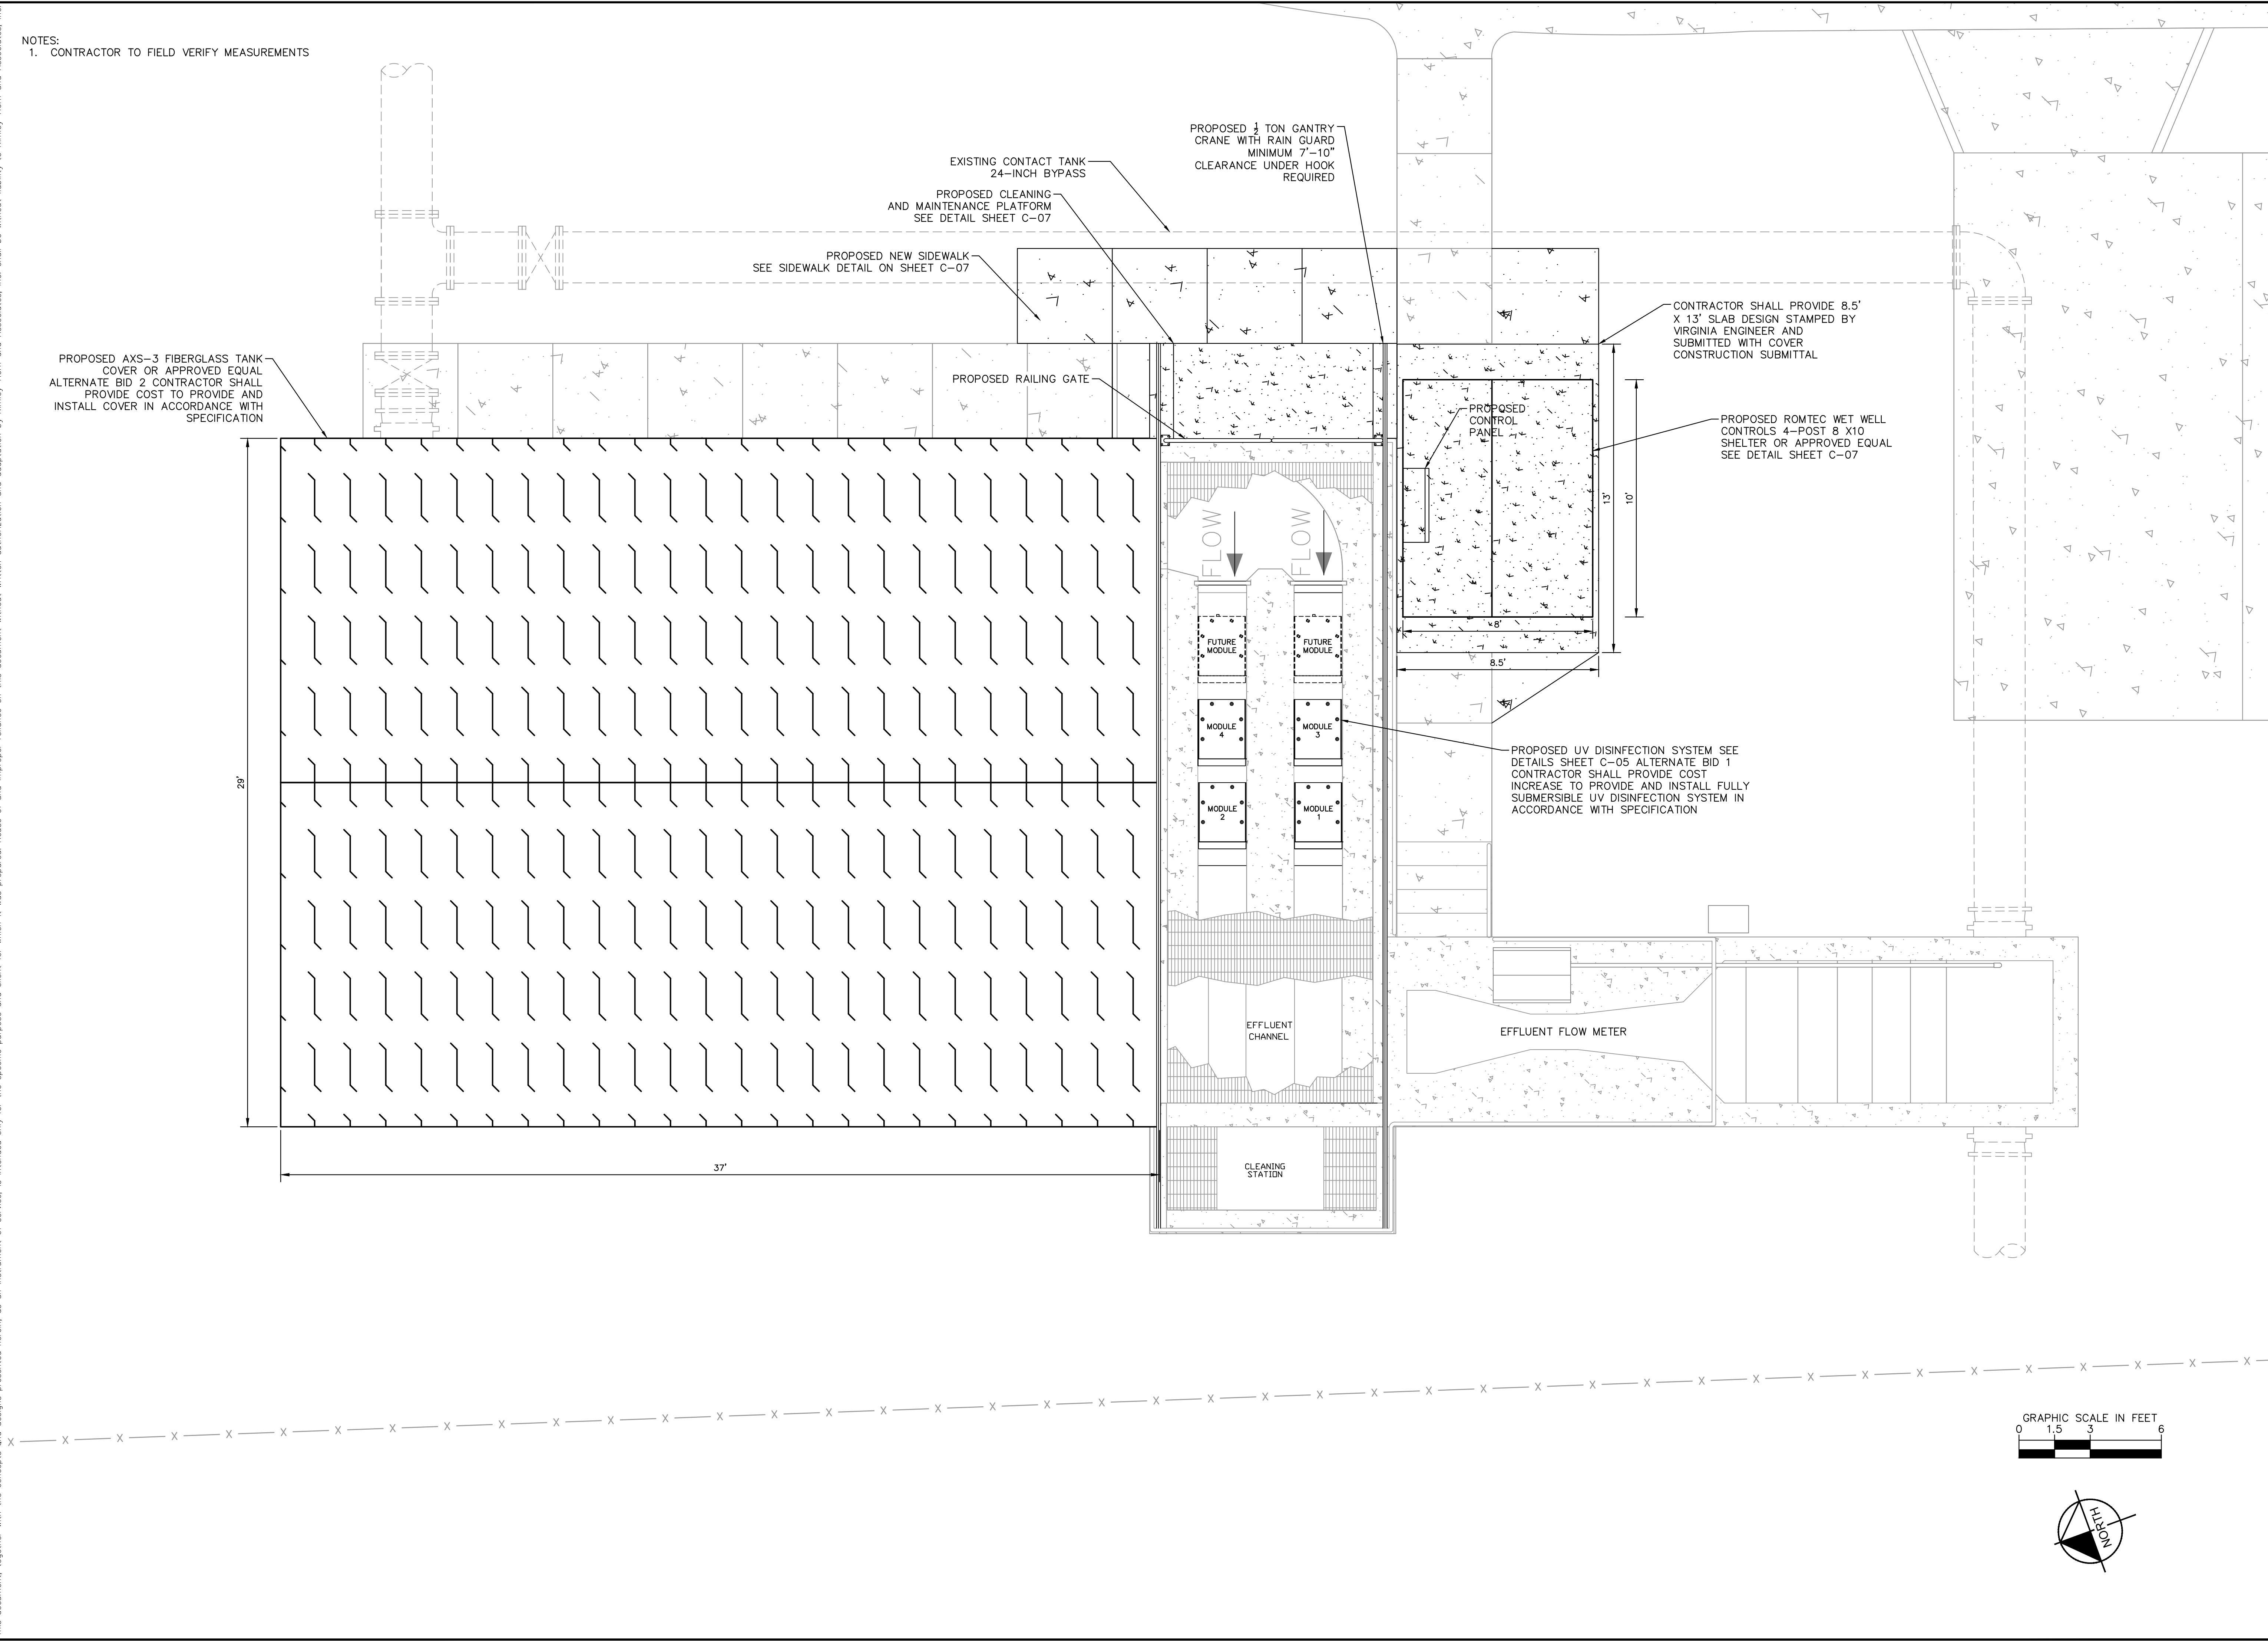 NOTES:
1. CONTRACTOR TO FIELD VERIFY MEASUREMENTS
PROPOSED 1/2 TON GANTRY
CRANE WITH RAIN GUARD
MINIMUM 7'-10"
CLEARANCE UNDER HOOK
REQUIRED
EXISTING CONTACT TANK
24-INCH BYPASS
PROPOSED CLEANING
AND MAINTENANCE PLATFORM
SEE DETAIL SHEET C-07
PROPOSED NEW SIDEWALK
SEE SIDEWALK DETAIL ON SHEET C-07
CONTRACTOR SHALL PROVIDE 8.5'
X 13' SLAB DESIGN STAMPED BY
VIRGINIA ENGINEER AND
SUBMITTED WITH COVER
CONSTRUCTION SUBMITTAL
PROPOSED AXS-3 FIBERGLASS TANK
COVER OR APPROVED EQUAL
ALTERNATE BID 2 CONTRACTOR SHALL
PROVIDE COST TO PROVIDE AND
INSTALL COVER IN ACCORDANCE WITH
SPECIFICATION
PROPOSED RAILING GATE
PROPOSED
CONTROL
PANEL
PROPOSED ROMTEC WET WELL
CONTROLS 4-POST 8 X10
SHELTER OR APPROVED EQUAL
SEE DETAIL SHEET C-07
13'
10'
8'
8.5'
FLOW
FLOW
FUTURE
MODULE
FUTURE
MODULE
MODULE
4
MODULE
3
MODULE
2
MODULE
1
PROPOSED UV DISINFECTION SYSTEM SEE
DETAILS SHEET C-05 ALTERNATE BID 1
CONTRACTOR SHALL PROVIDE COST
INCREASE TO PROVIDE AND INSTALL FULLY
SUBMERSIBLE UV DISINFECTION SYSTEM IN
ACCORDANCE WITH SPECIFICATION
29'
EFFLUENT
CHANNEL
EFFLUENT FLOW METER
37'
CLEANING
STATION
GRAPHIC SCALE IN FEET
0 1.5 3 6
NORTH